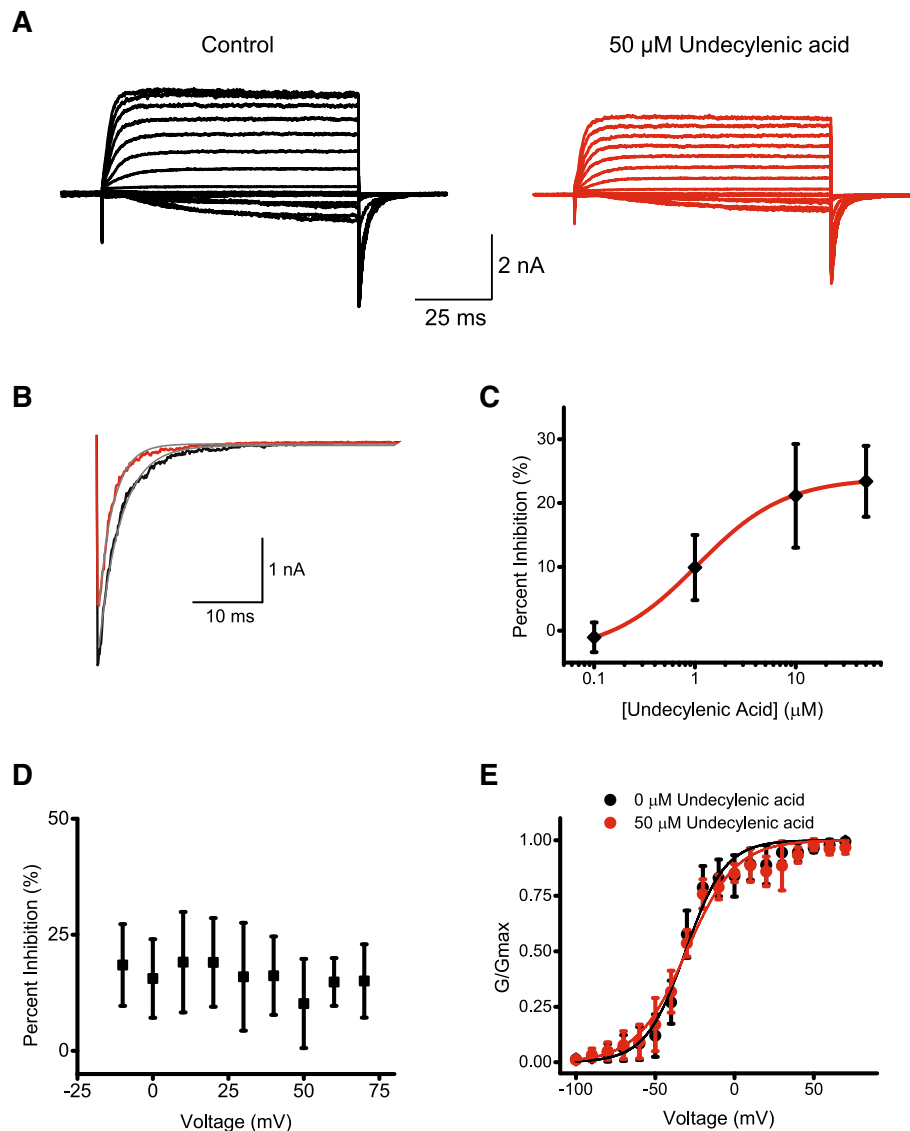 A
Control
50 µM Undecylenic acid
2 nA
25 ms
B
1 nA
10 ms
C
Percent Inhibition (%)
30
20
10
0
0.1
1
10
[Undecylenic Acid] (µM)
D
Percent Inhibition (%)
50
25
0
-25
0
25
50
75
Voltage (mV)
E
0 µM Undecylenic acid
50 µM Undecylenic acid
G/Gmax
1.00
0.75
0.50
0.25
0.00
-100
-50
0
50
Voltage (mV)